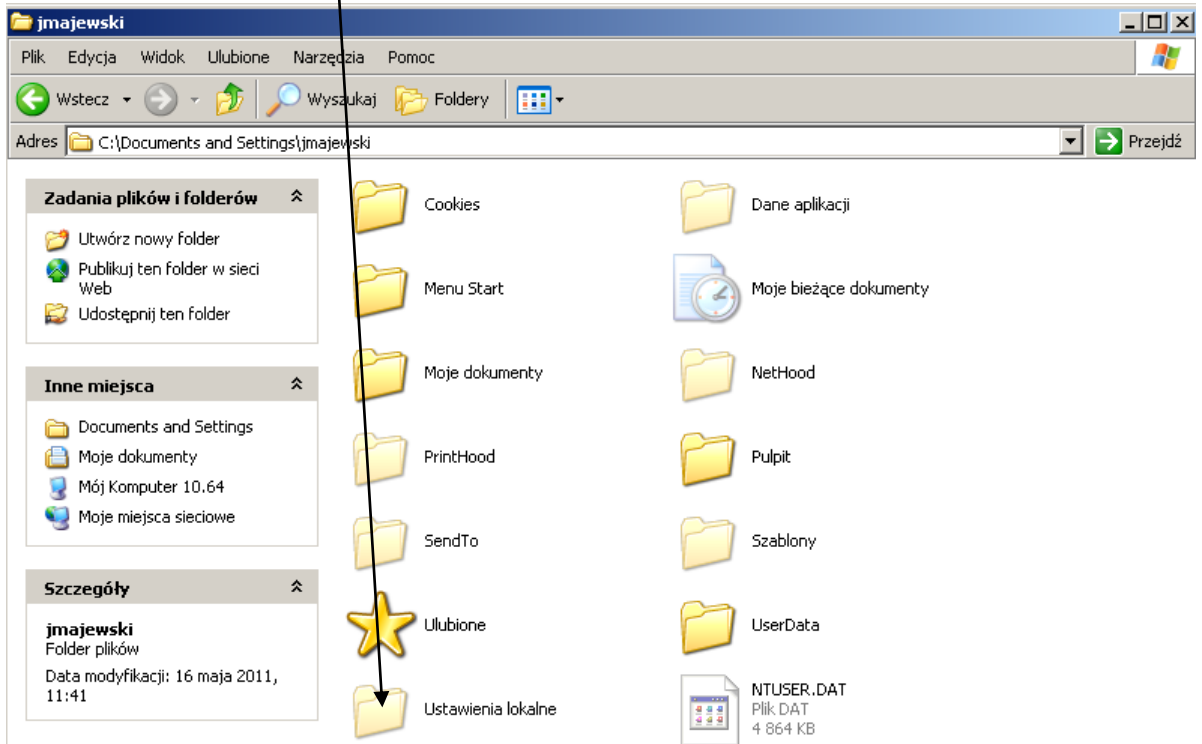 jmajewski
Plik Edycja Widok Ulubione Narzędzia Pomoc
Wstecz Wyszukaj Foldery
Adres C:\Documents and Settings\jmajewski Przejdź
Zadania plików i folderów
Utwórz nowy folder
Publikuj ten folder w sieci
Web
Udostępnij ten folder
Inne miejsca
Documents and Settings
Moje dokumenty
Mój Komputer 10.64
Moje miejsca sieciowe
Szczegóły
jmajewski
Folder plików
Data modyfikacji: 16 maja 2011,
11:41
Cookies
Dane aplikacji
Menu Start
Moje bieżące dokumenty
Moje dokumenty
NetHood
PrintHood
Pulpit
SendTo
Szablony
Ulubione
UserData
Ustawienia lokalne
NTUSER.DAT
Plik DAT
4 864 KB